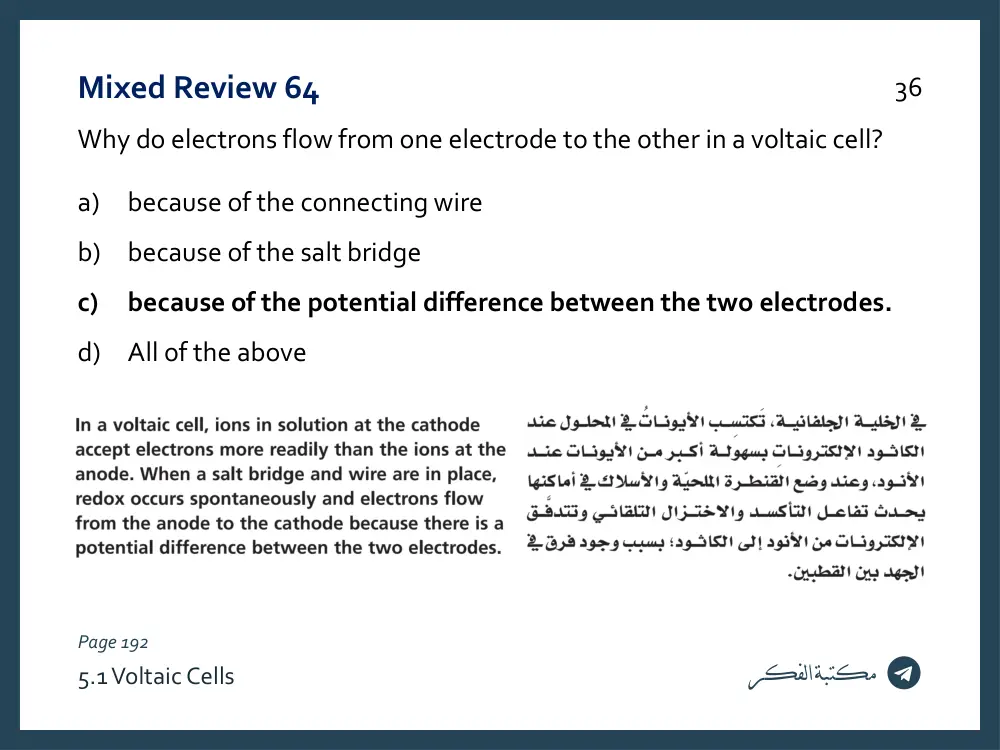 Mixed Review 64
36
Why do electrons flow from one electrode to the other in a voltaic cell?
a) because of the connecting wire
b) because of the salt bridge
c) because of the potential difference between the two electrodes.
d) All of the above
In a voltaic cell, ions in solution at the cathode
accept electrons more readily than the ions at the
anode. When a salt bridge and wire are in place,
redox occurs spontaneously and electrons flow
from the anode to the cathode because there is a
potential difference between the two electrodes.
في الخلية الجلفانية، تَكتسِب الأيوناتُ في المحلول عند
الكاثود الإلكتروناتِ بسهولة أكبر من الأيونات عند
الأنود، وعند وضع القَنطرة الملحيّة والأسلاك في أماكنها
يحدث تفاعل التأكسد والاختزال التلقائي وتتدفَّق
الإلكترونات من الأنود إلى الكاثود؛ بسبب وجود فرق في
الجهد بين القطبين.
Page 192
5.1 Voltaic Cells
مكتبة الفكر